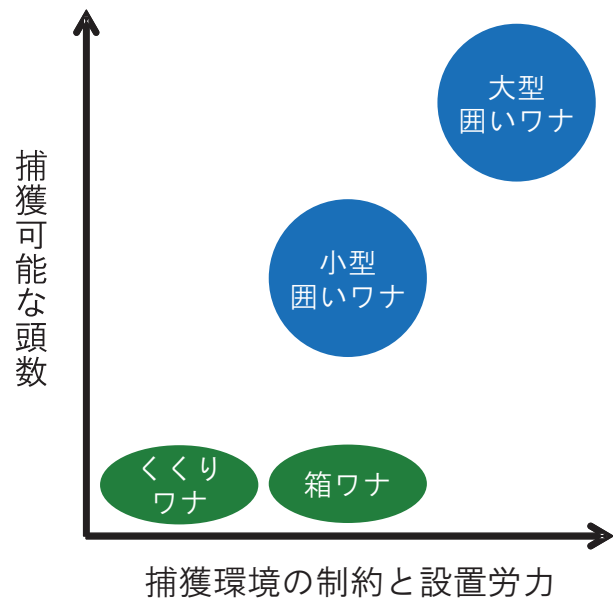 捕獲可能な頭数
大型
囲いワナ
小型
囲いワナ
くくり
ワナ
箱ワナ
捕獲環境の制約と設置労力